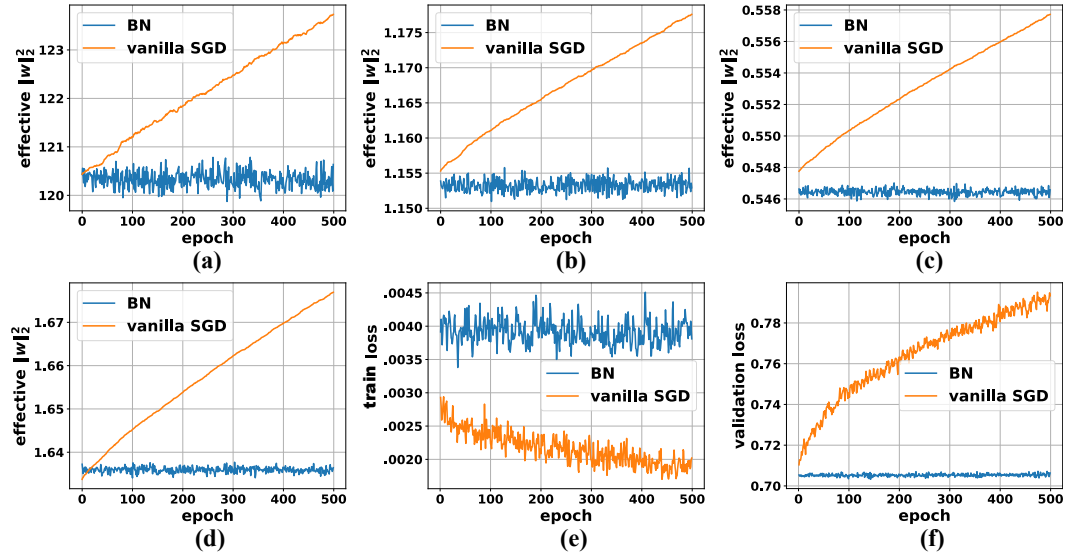 effective ‖w‖₂²
123
122
121
120
BN
vanilla SGD
0 100 200 300 400 500
epoch
(a)
effective ‖w‖₂²
1.175
1.170
1.165
1.160
1.155
1.150
BN
vanilla SGD
0 100 200 300 400 500
epoch
(b)
effective ‖w‖₂²
0.558
0.556
0.554
0.552
0.550
0.548
0.546
BN
vanilla SGD
0 100 200 300 400 500
epoch
(c)
effective ‖w‖₂²
1.67
1.66
1.65
1.64
BN
vanilla SGD
0 100 200 300 400 500
epoch
(d)
train loss
.0045
.0040
.0035
.0030
.0025
.0020
BN
vanilla SGD
0 100 200 300 400 500
epoch
(e)
validation loss
0.78
0.76
0.74
0.72
0.70
BN
vanilla SGD
0 100 200 300 400 500
epoch
(f)